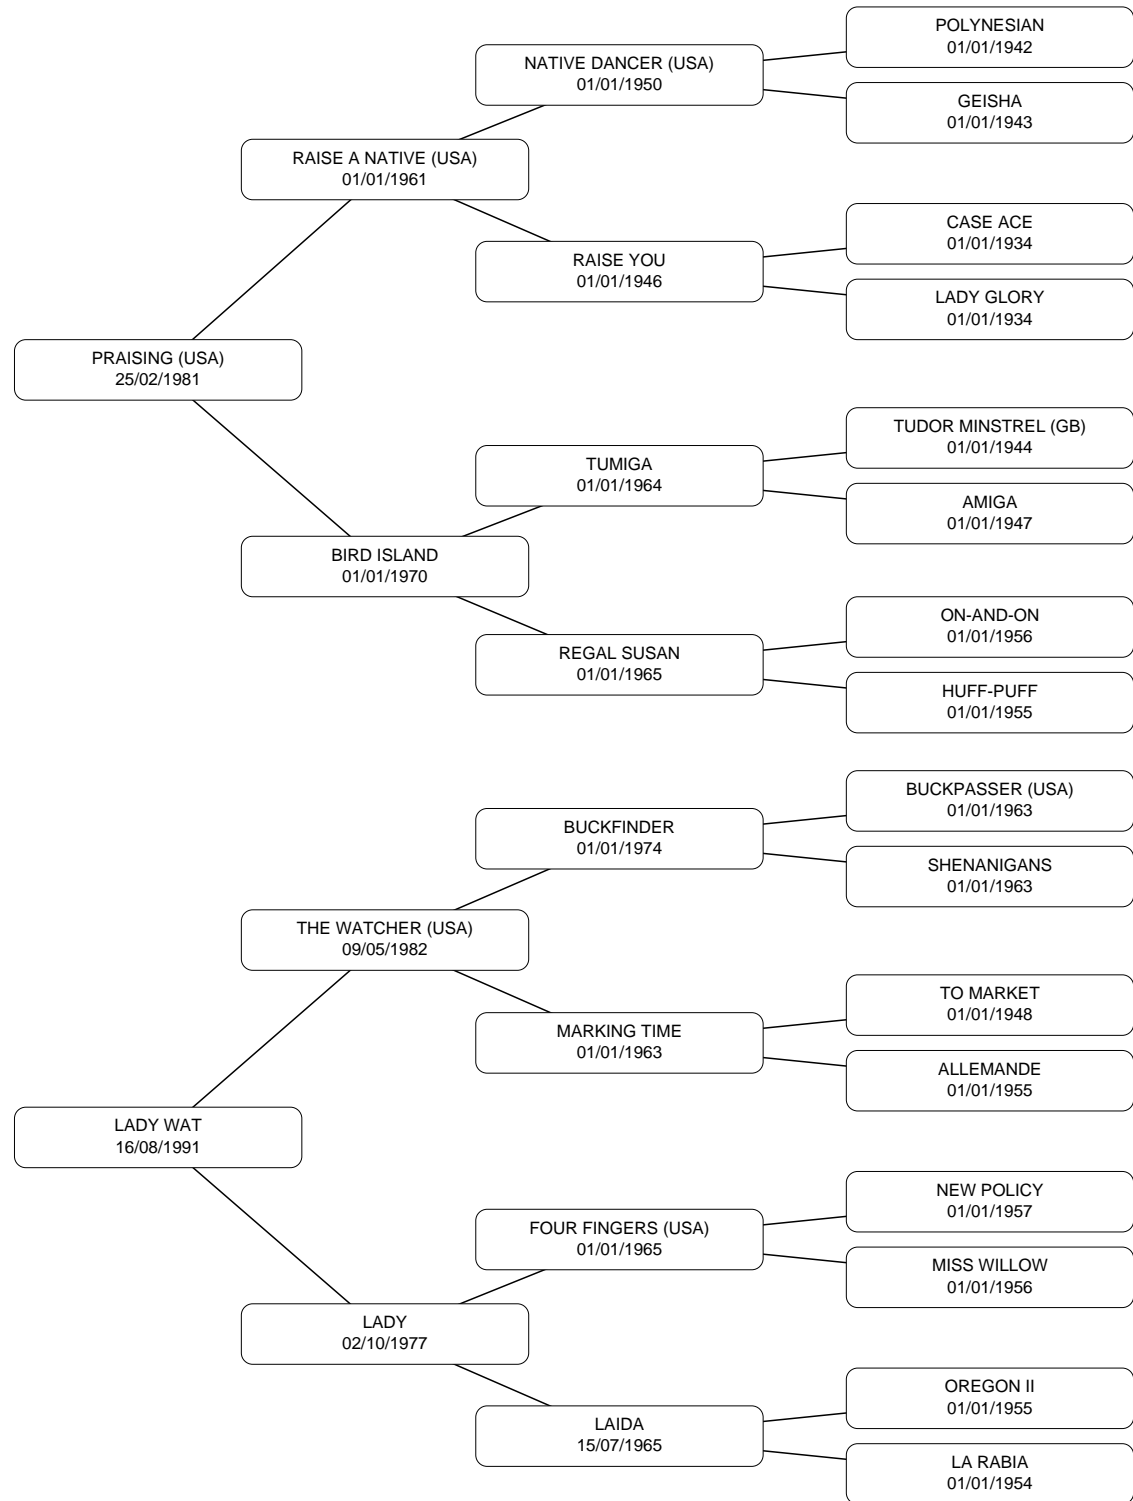 POLYNESIAN
01/01/1942
NATIVE DANCER (USA)
01/01/1950
GEISHA
01/01/1943
RAISE A NATIVE (USA)
01/01/1961
CASE ACE
01/01/1934
RAISE YOU
01/01/1946
LADY GLORY
01/01/1934
PRAISING (USA)
25/02/1981
TUDOR MINSTREL (GB)
01/01/1944
TUMIGA
01/01/1964
AMIGA
01/01/1947
BIRD ISLAND
01/01/1970
ON-AND-ON
01/01/1956
REGAL SUSAN
01/01/1965
HUFF-PUFF
01/01/1955
BUCKPASSER (USA)
01/01/1963
BUCKFINDER
01/01/1974
SHENANIGANS
01/01/1963
THE WATCHER (USA)
09/05/1982
TO MARKET
01/01/1948
MARKING TIME
01/01/1963
ALLEMANDE
01/01/1955
LADY WAT
16/08/1991
NEW POLICY
01/01/1957
FOUR FINGERS (USA)
01/01/1965
MISS WILLOW
01/01/1956
LADY
02/10/1977
OREGON II
01/01/1955
LAIDA
15/07/1965
LA RABIA
01/01/1954